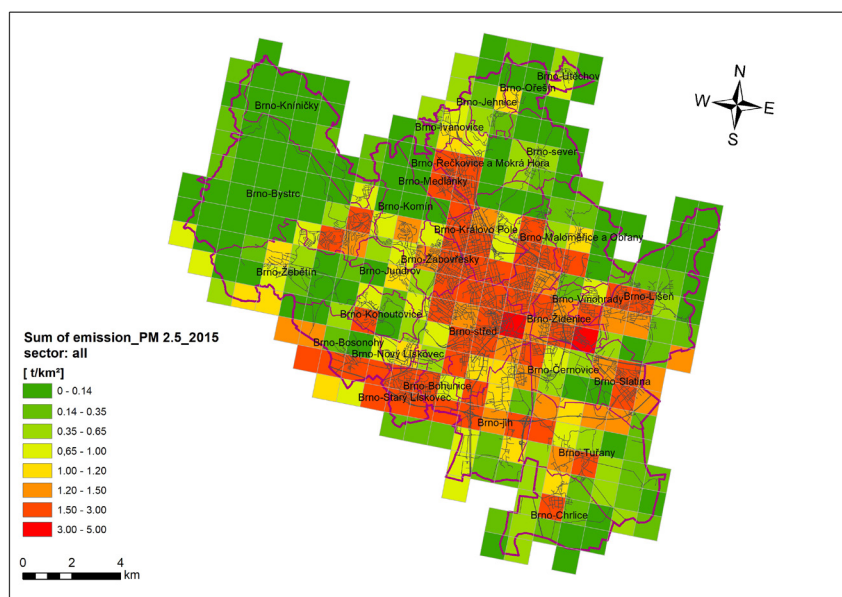 Brno-Útěchov
Brno-Ořešín
Brno-Jehnice
Brno-Kníničky
Brno-Ivanovice
Brno-sever
Brno-Řečkovice a Mokrá Hora
Brno-Medlánky
Brno-Bystrc
Brno-Komín
Brno-Královo Pole
Brno-Maloměřice a Obřany
Brno-Žabovřesky
Brno-Žebětín
Brno-Jundrov
Brno-Vinohrady
Brno-Líšeň
Brno-Kohoutovice
Brno-Židenice
Brno-střed
Brno-Bosonohy
Brno-Nový Lískovec
Brno-Černovice
Brno-Slatina
Brno-Bohunice
Brno-Starý Lískovec
Brno-jih
Brno-Tuřany
Brno-Chrlice
N
W
E
S
Sum of emission_PM 2.5_2015
sector: all
[ t/km²]
0 - 0.14
0.14 - 0.35
0.35 - 0.65
0.65 - 1.00
1.00 - 1.20
1.20 - 1.50
1.50 - 3.00
3.00 - 5.00
0 2 4
km